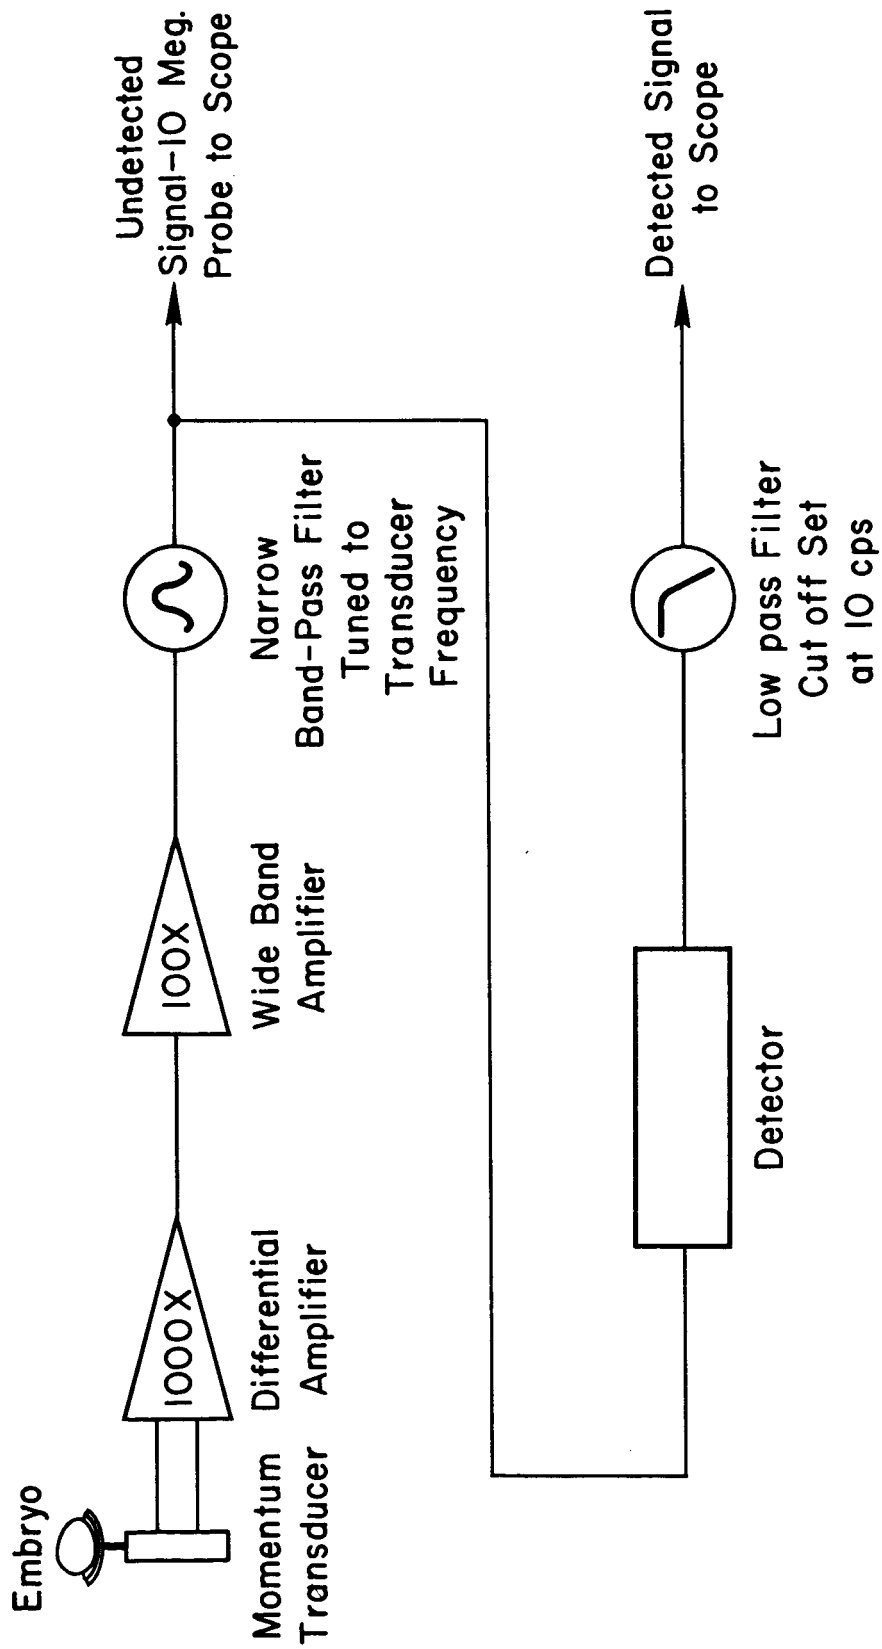 Embryo
Momentum
Transducer
1000X
Differential
Amplifier
100X
Wide Band
Amplifier
Narrow
Band-Pass Filter
Tuned to
Transducer
Frequency
Undetected
Signal-10 Meg.
Probe to Scope
Detector
Low pass Filter
Cut off Set
at 10 cps
Detected Signal
to Scope